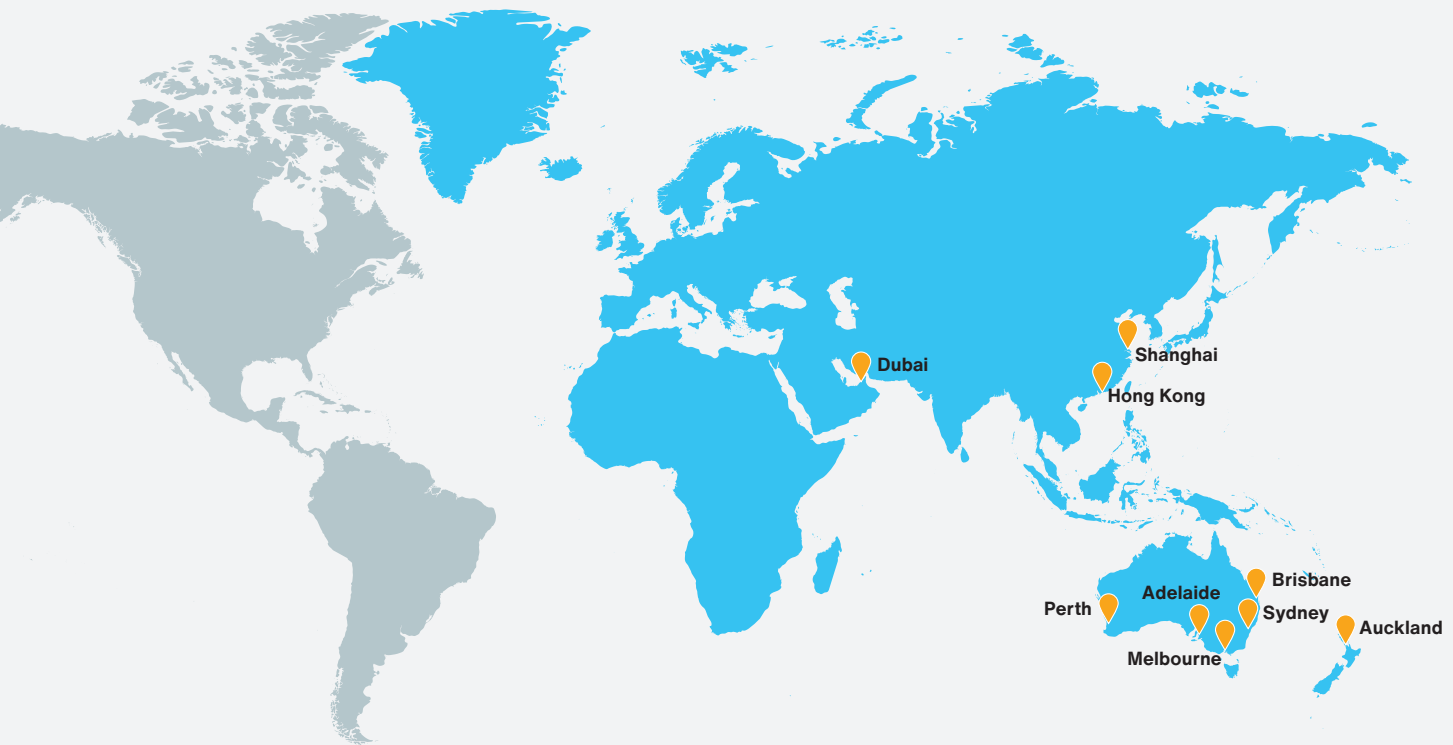 Shanghai
Dubai
Hong Kong
Brisbane
Adelaide
Perth
Sydney
Auckland
Melbourne